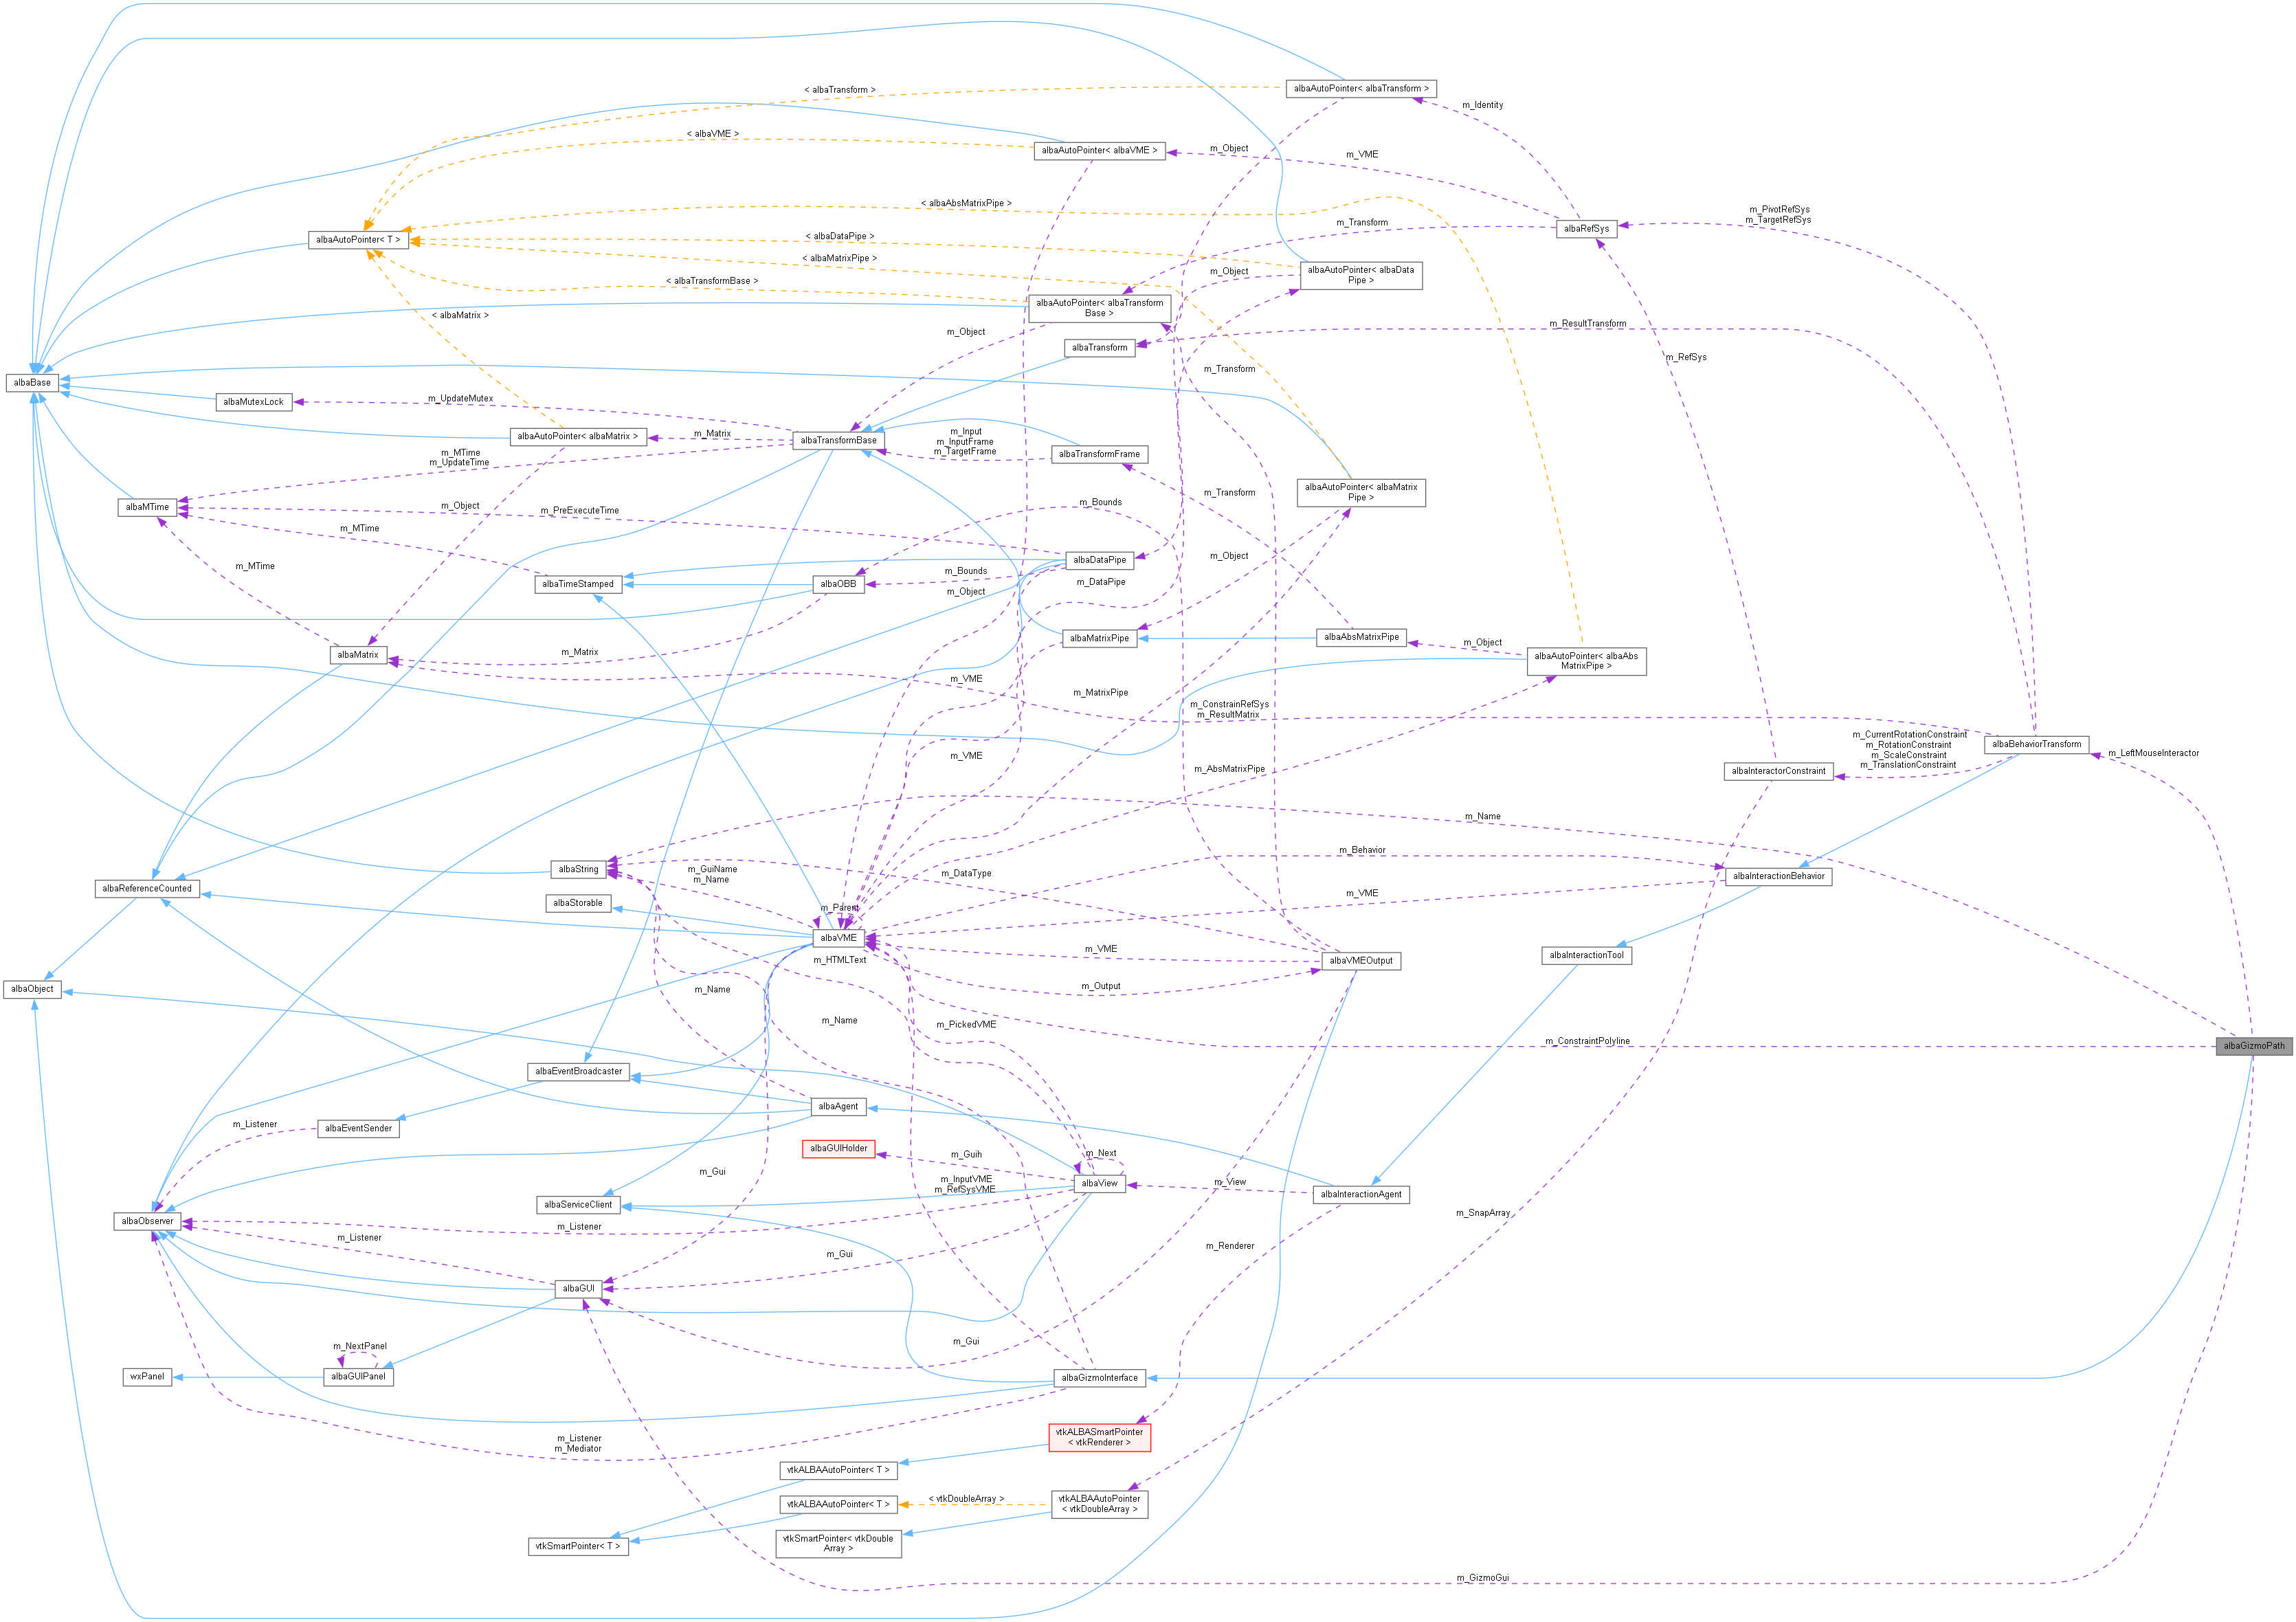 albaAutoPointer< albaTransform >
< albaTransform >
m_Identity
< albaVME >
albaAutoPointer< albaVME >
m_Object
m_VME
< albaAbsMatrixPipe >
m_PivotRefSys
m_TargetRefSys
m_Transform
albaRefSys
albaAutoPointer< T >
< albaDataPipe >
< albaMatrixPipe >
m_Object
albaAutoPointer< albaData
Pipe >
< albaTransformBase >
albaAutoPointer< albaTransform
Base >
< albaMatrix >
m_Object
m_ResultTransform
albaTransform
m_RefSys
m_Transform
albaBase
albaMutexLock
m_UpdateMutex
albaAutoPointer< albaMatrix >
m_Matrix
albaTransformBase
m_Input
m_InputFrame
m_TargetFrame
albaTransformFrame
m_MTime
m_UpdateTime
albaAutoPointer< albaMatrix
Pipe >
m_Transform
albaMTime
m_Object
m_PreExecuteTime
m_Bounds
m_MTime
m_Object
albaDataPipe
m_MTime
albaTimeStamped
albaOBB
m_Bounds
m_DataPipe
m_Object
albaMatrixPipe
albaAbsMatrixPipe
m_Object
albaMatrix
m_Matrix
albaAutoPointer< albaAbs
MatrixPipe >
m_VME
m_MatrixPipe
m_ConstrainRefSys
m_ResultMatrix
m_CurrentRotationConstraint
m_RotationConstraint
m_ScaleConstraint
m_TranslationConstraint
albaBehaviorTransform
m_LeftMouseInteractor
m_VME
m_AbsMatrixPipe
albaInteractorConstraint
m_Name
albaString
m_GuiName
m_Name
m_DataType
m_Behavior
albaInteractionBehavior
albaReferenceCounted
albaStorable
m_Parent
m_VME
albaVME
m_VME
albaInteractionTool
m_HTMLText
albaVMEOutput
albaObject
m_Name
m_Output
m_Name
m_PickedVME
m_ConstraintPolyline
albaGizmoPath
albaEventBroadcaster
albaAgent
albaEventSender
m_Listener
albaGUIHolder
m_Guih
m_Next
m_Gui
albaView
m_View
albaInteractionAgent
albaServiceClient
m_InputVME
m_RefSysVME
m_SnapArray
albaObserver
m_Listener
m_Listener
m_Renderer
m_Gui
albaGUI
m_NextPanel
m_Gui
wxPanel
albaGUIPanel
albaGizmoInterface
m_Listener
m_Mediator
vtkALBASmartPointer
< vtkRenderer >
vtkALBAAutoPointer< T >
vtkALBAAutoPointer< T >
< vtkDoubleArray >
vtkALBAAutoPointer
< vtkDoubleArray >
vtkSmartPointer< T >
vtkSmartPointer< vtkDouble
Array >
m_GizmoGui